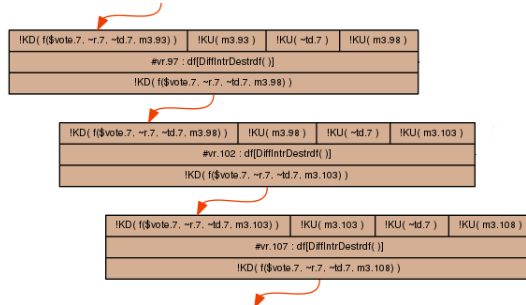 !KD( f($vote.7, ~r.7, ~td.7, m3.93) ) !KU( m3.93 ) !KU( ~td.7 ) !KU( m3.98 )
#vr.97 : df[DiffIntrDestrdf( )]
!KD( f($vote.7, ~r.7, ~td.7, m3.98) )
!KD( f($vote.7, ~r.7, ~td.7, m3.98) ) !KU( m3.98 ) !KU( ~td.7 ) !KU( m3.103 )
#vr.102 : df[DiffIntrDestrdf( )]
!KD( f($vote.7, ~r.7, ~td.7, m3.103) )
!KD( f($vote.7, ~r.7, ~td.7, m3.103) ) !KU( m3.103 ) !KU( ~td.7 ) !KU( m3.108 )
#vr.107 : df[DiffIntrDestrdf( )]
!KD( f($vote.7, ~r.7, ~td.7, m3.108) )